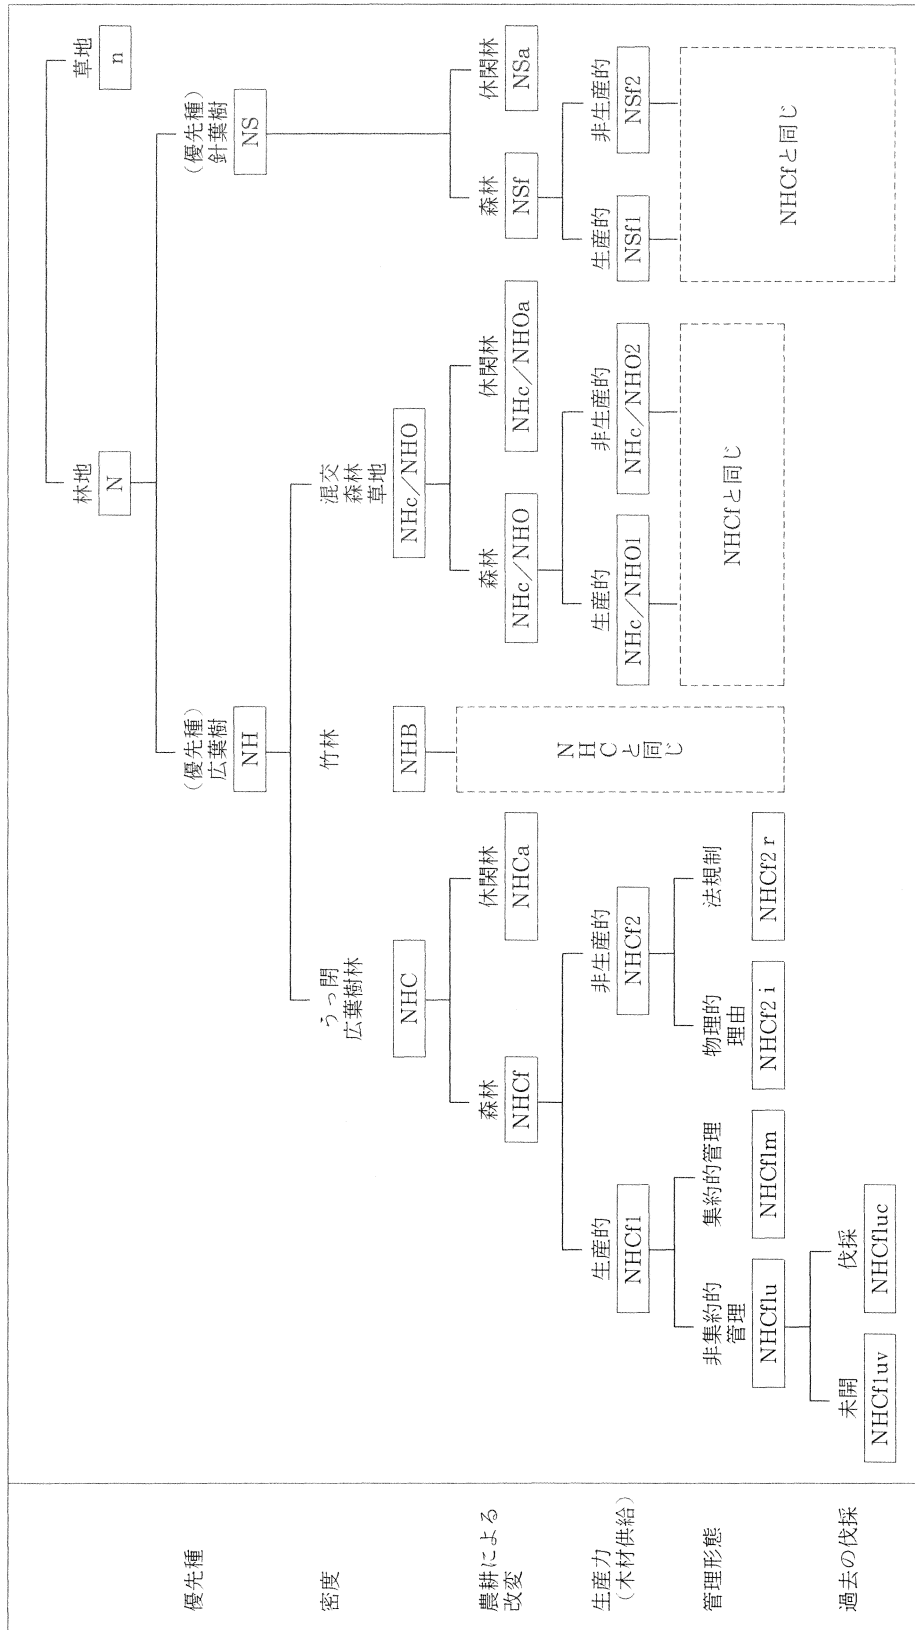 林地
N
草地
n
優先種
(優先種)
広葉樹
NH
(優先種)
針葉樹
NS
密度
うっ閉
広葉樹林
NHC
竹林
NHB
混交
森林
草地
NHc/NHO
農耕による
改変
森林
NHCf
休閑林
NHCa
NHCと同じ
森林
NHc/NHO
休閑林
NHc/NHOa
森林
NSf
休閑林
NSa
生産力
(木材供給)
生産的
NHCf1
非生産的
NHCf2
生産的
NHc/NHO1
非生産的
NHc/NHO2
生産的
NSf1
非生産的
NSf2
管理形態
非集約的
管理
NHCf1u
集約的管理
NHCf1m
物理的
理由
NHCf2 i
法規制
NHCf2 r
NHCfと同じ
NHCfと同じ
過去の伐採
未開
NHCf1uv
伐採
NHCf1uc